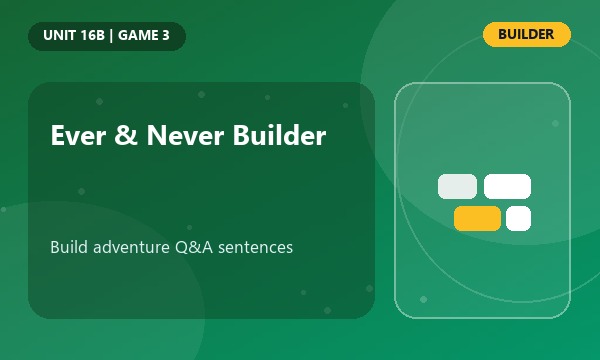 UNIT 16B | GAME 3
BUILDER
Ever & Never Builder
Build adventure Q&A sentences